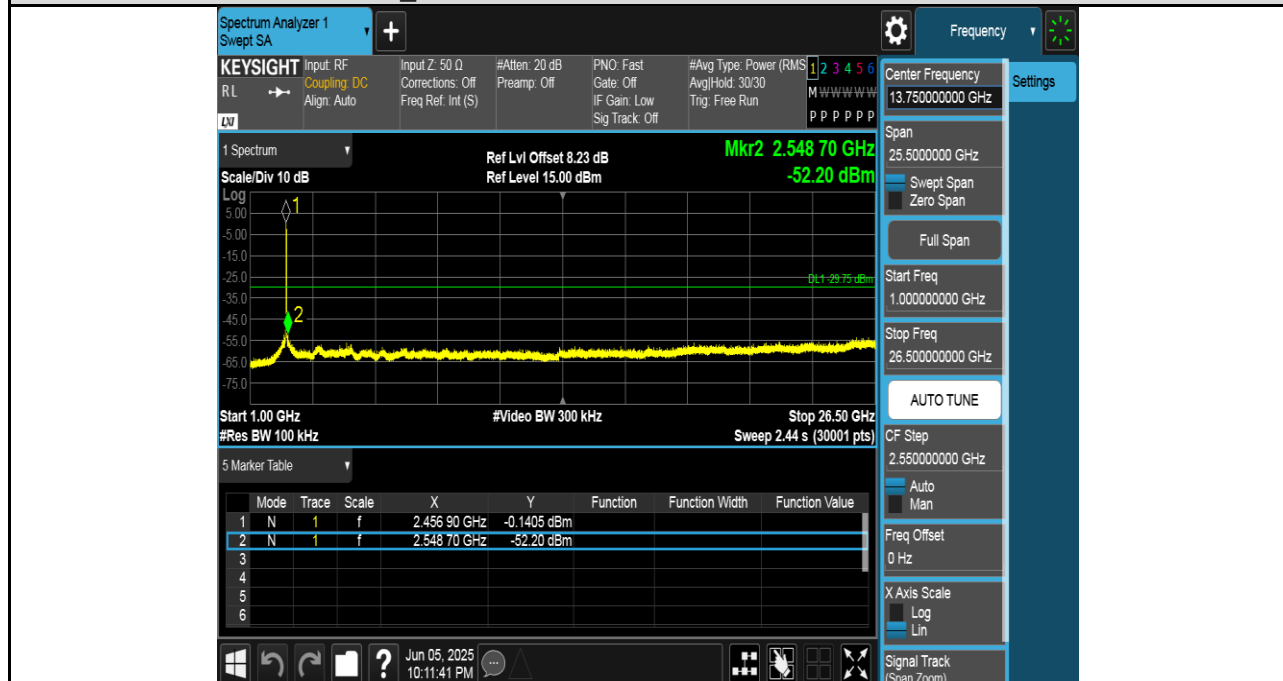 Spectrum Analyzer 1
Swept SA
+
Frequency
KEYSIGHT
RL
LXI
Input: RF
Coupling: DC
Align: Auto
Input Z: 50 Ω
Corrections: Off
Freq Ref: Int (S)
#Atten: 20 dB
Preamp: Off
PNO: Fast
Gate: Off
IF Gain: Low
Sig Track: Off
#Avg Type: Power (RMS
Avg|Hold: 30/30
Trig: Free Run
1 2 3 4 5 6
M W W W W W
P P P P P P
1 Spectrum
Scale/Div 10 dB
Ref Lvl Offset 8.23 dB
Ref Level 15.00 dBm
Mkr2 2.548 70 GHz
-52.20 dBm
Log
5.00
-5.00
-15.0
-25.0
-35.0
-45.0
-55.0
-65.0
-75.0
1
2
DL1 -29.75 dBm
Start 1.00 GHz
#Video BW 300 kHz
Stop 26.50 GHz
#Res BW 100 kHz
Sweep 2.44 s (30001 pts)
5 Marker Table
Mode Trace Scale X Y Function Function Width Function Value
1 N 1 f 2.456 90 GHz -0.1405 dBm
2 N 1 f 2.548 70 GHz -52.20 dBm
3
4
5
6
?
Jun 05, 2025
10:11:41 PM
Center Frequency
13.750000000 GHz
Settings
Span
25.5000000 GHz
Swept Span
Zero Span
Full Span
Start Freq
1.000000000 GHz
Stop Freq
26.500000000 GHz
AUTO TUNE
CF Step
2.550000000 GHz
Auto
Man
Freq Offset
0 Hz
X Axis Scale
Log
Lin
Signal Track
(Span Zoom)